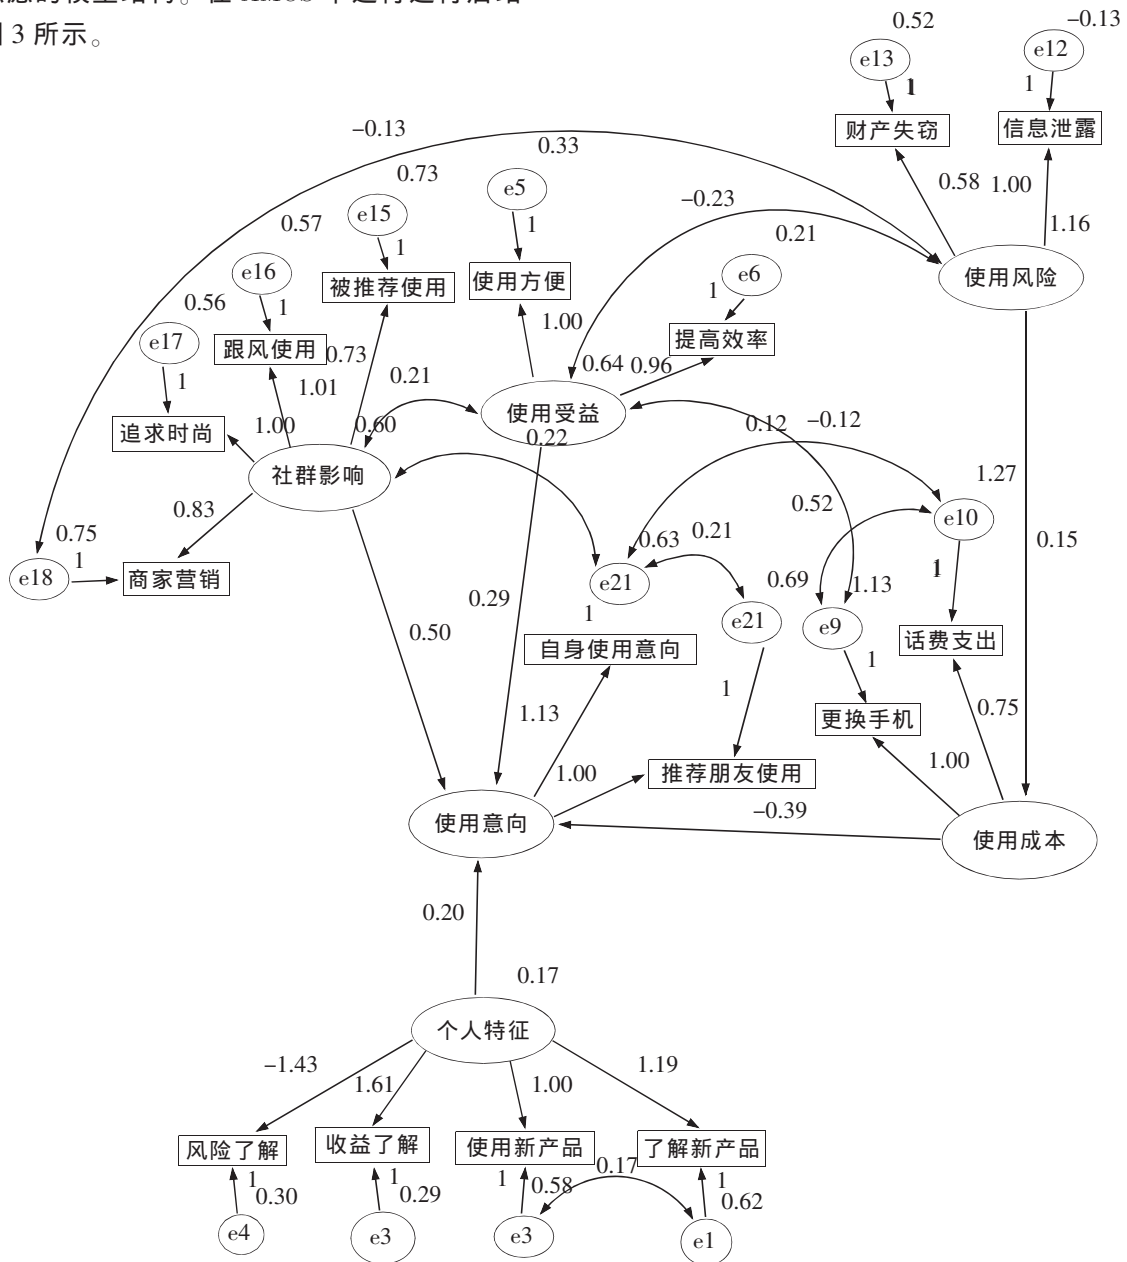 3 所示。
0.52
−0.13
e13
e12
1
1
财产失窃
信息泄露
−0.13
0.33
0.58
1.00
1.16
使用风险
0.73
e5
e15
−0.23
0.57
1
0.21
e16
1
被推荐使用
使用方便
e6
1
0.56
1
1.00
提高效率
e17
跟风使用
0.73
0.64
0.96
1
1.01
0.21
追求时尚
1.00
0.60
使用受益
0.22
0.12
−0.12
社群影响
1.27
0.83
0.52
e10
0.75
0.63
0.21
0.15
1
e18
商家营销
e21
0.69
1.13
1
0.29
1
e21
e9
0.50
自身使用意向
话费支出
1
1
1.13
更换手机
0.75
1.00
推荐朋友使用
1.00
−0.39
使用意向
使用成本
0.20
0.17
个人特征
−1.43
1.61
1.00
1.19
风险了解
收益了解
使用新产品
了解新产品
1
0.30
1
0.29
1
0.58
0.17
1
0.62
e4
e3
e3
e1